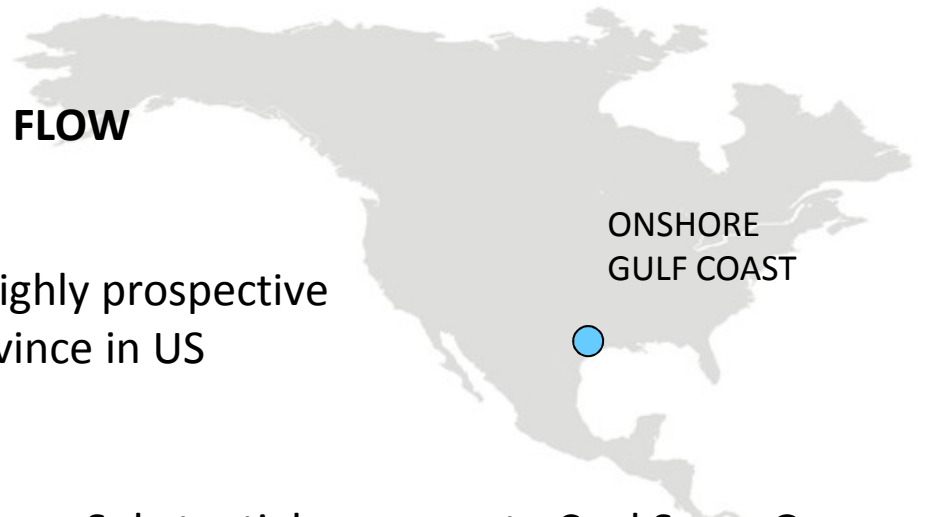 FLOW
ONSHORE
GULF COAST
ighly prospective
vince in US